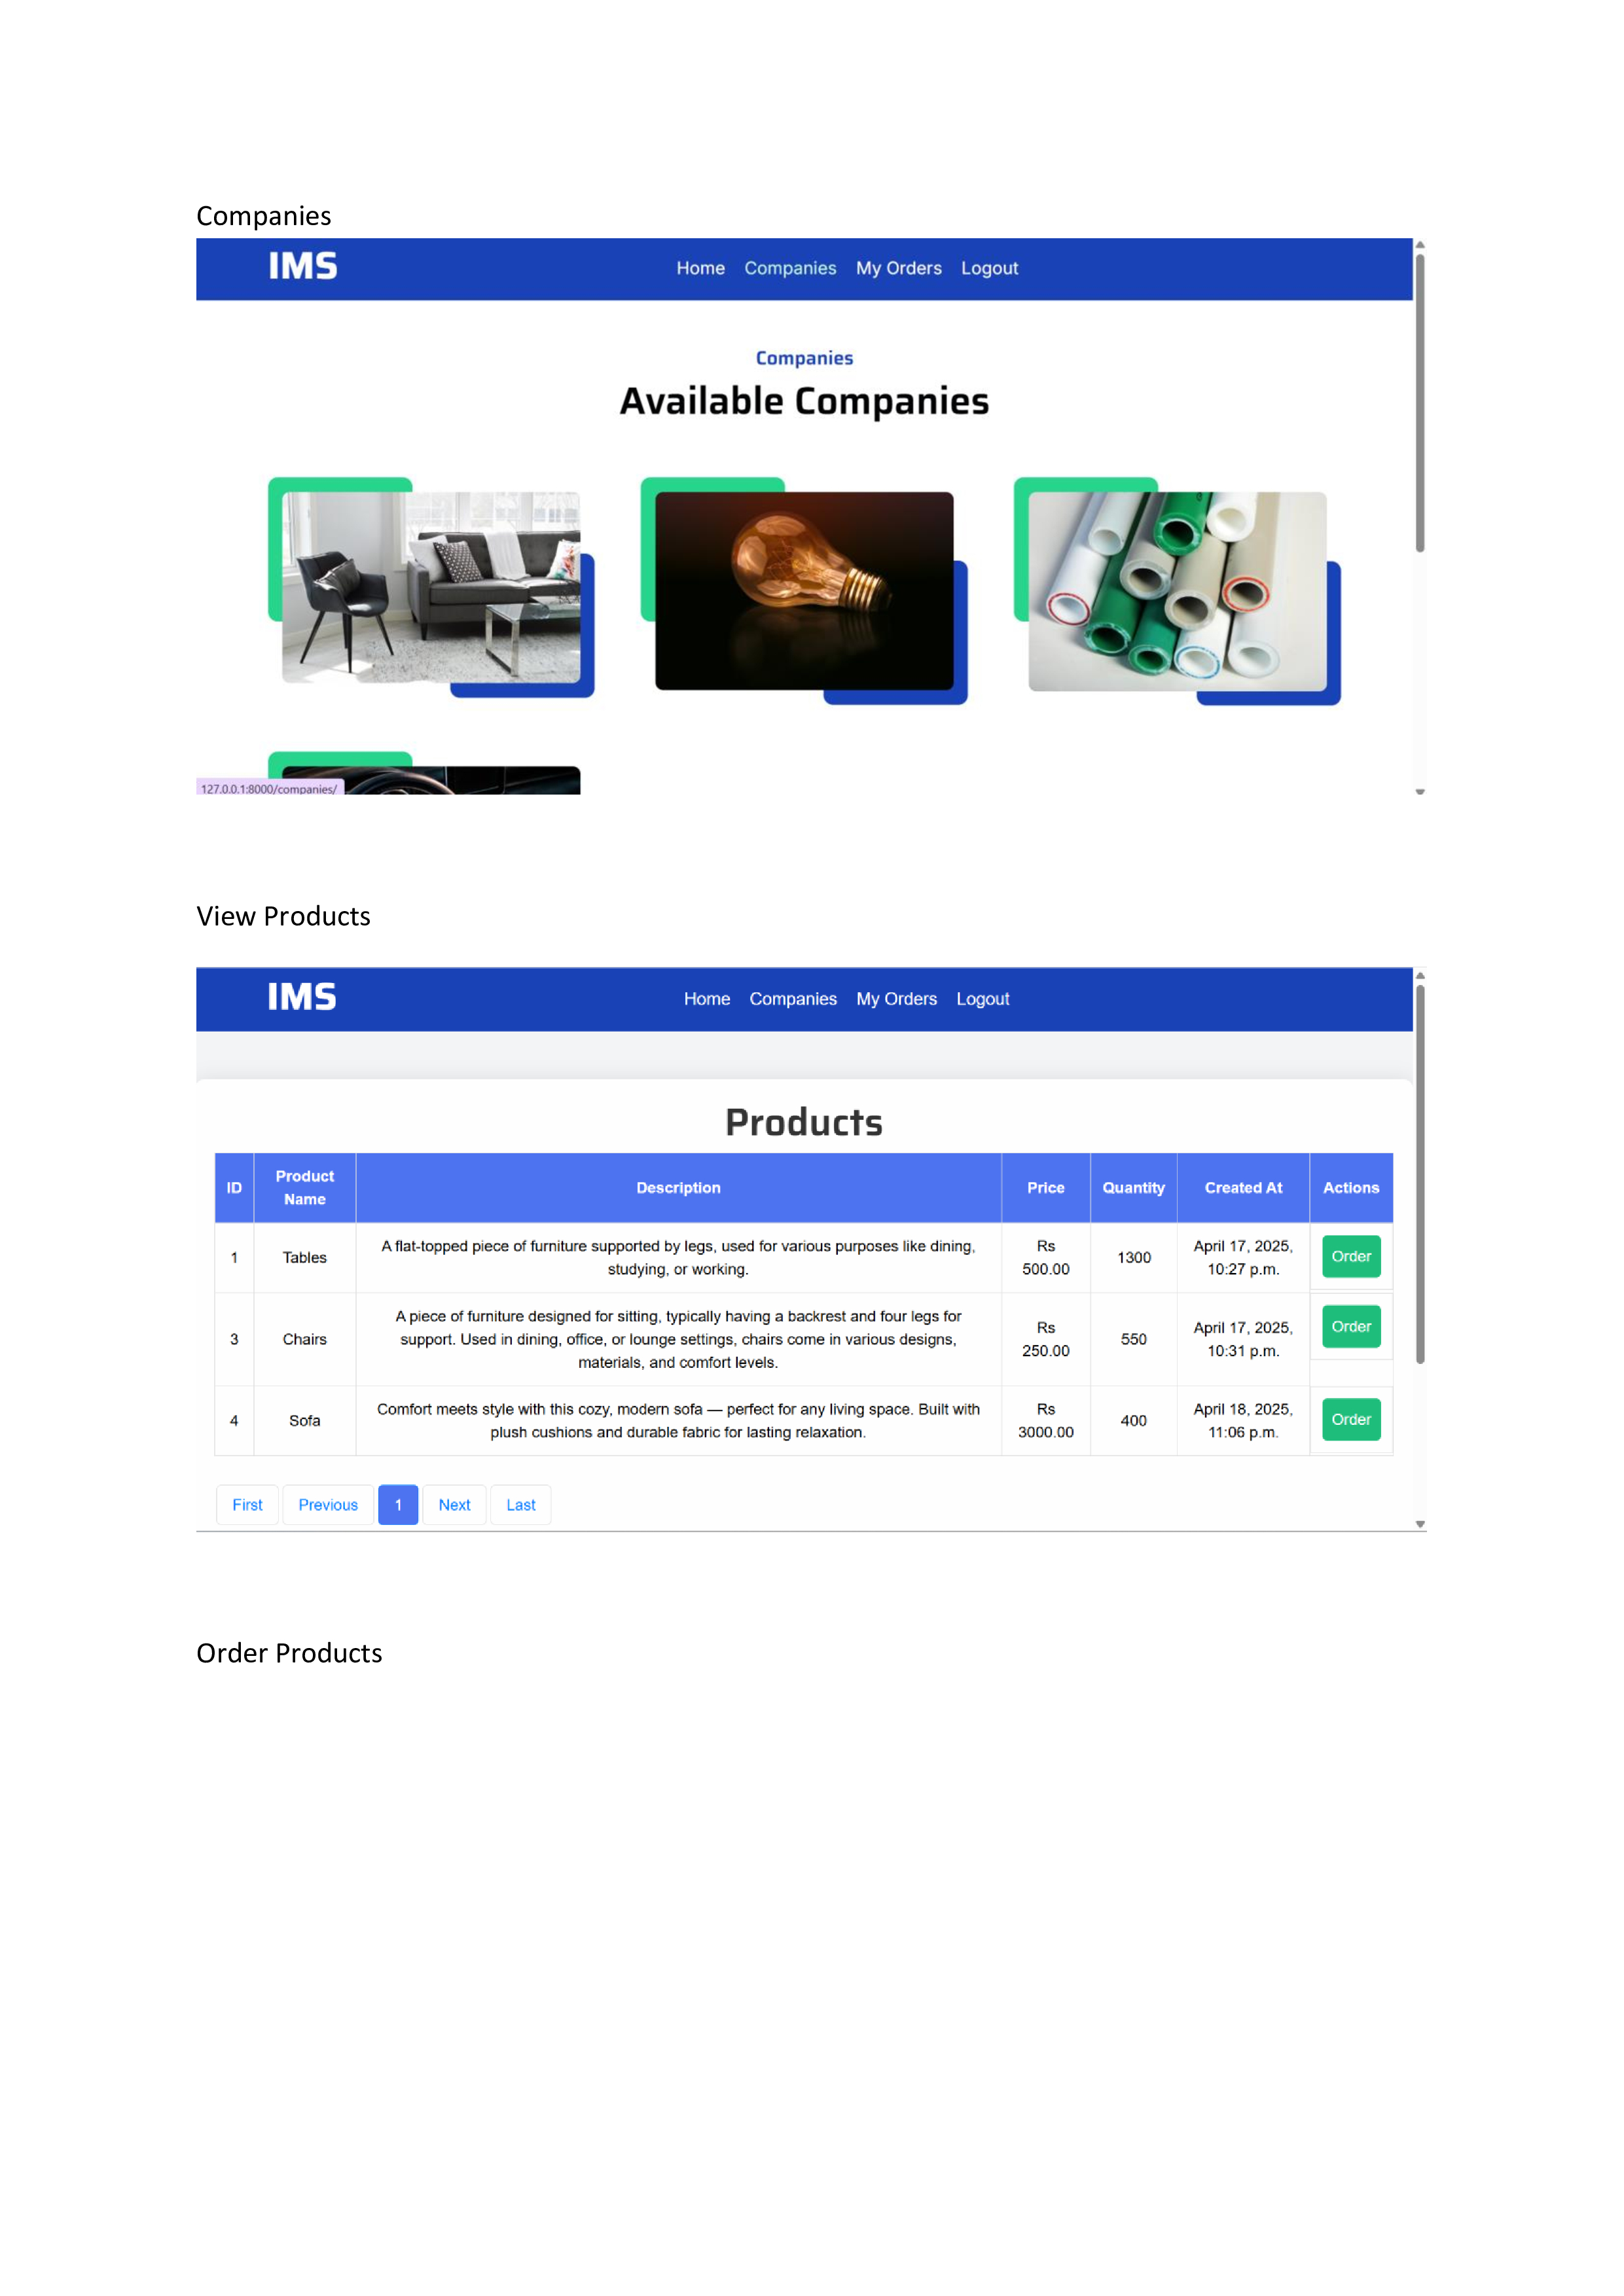 Companies
IMS
Home Companies My Orders Logout
Companies
Available Companies
127.0.0.1:8000/companies/
View Products
IMS
Home Companies My Orders Logout
Products
ID Product Name Description Price Quantity Created At Actions
1 Tables A flat-topped piece of furniture supported by legs, used for various purposes like dining, studying, or working. Rs 500.00 1300 April 17, 2025, 10:27 p.m. Order
3 Chairs A piece of furniture designed for sitting, typically having a backrest and four legs for support. Used in dining, office, or lounge settings, chairs come in various designs, materials, and comfort levels. Rs 250.00 550 April 17, 2025, 10:31 p.m. Order
4 Sofa Comfort meets style with this cozy, modern sofa — perfect for any living space. Built with plush cushions and durable fabric for lasting relaxation. Rs 3000.00 400 April 18, 2025, 11:06 p.m. Order
First Previous 1 Next Last
Order Products